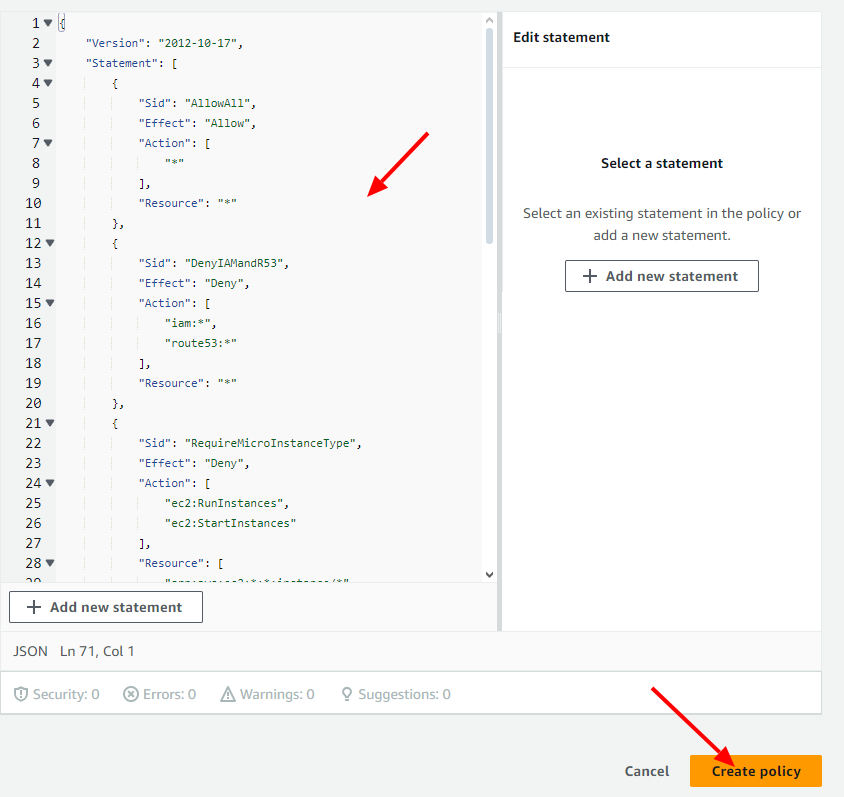 1 {
2 "Version": "2012-10-17",
3 "Statement": [
4 {
5 "Sid": "AllowAll",
6 "Effect": "Allow",
7 "Action": [
8 "*"
9 ],
10 "Resource": "*"
11 },
12 {
13 "Sid": "DenyIAMandR53",
14 "Effect": "Deny",
15 "Action": [
16 "iam:*",
17 "route53:*"
18 ],
19 "Resource": "*"
20 },
21 {
22 "Sid": "RequireMicroInstanceType",
23 "Effect": "Deny",
24 "Action": [
25 "ec2:RunInstances",
26 "ec2:StartInstances"
27 ],
28 "Resource": [
29 "arn:aws:ec2:*:*:instance/*"
+ Add new statement
JSON Ln 71, Col 1
Security: 0 Errors: 0 Warnings: 0 Suggestions: 0
Edit statement
Select a statement
Select an existing statement in the policy or
add a new statement.
+ Add new statement
Cancel Create policy